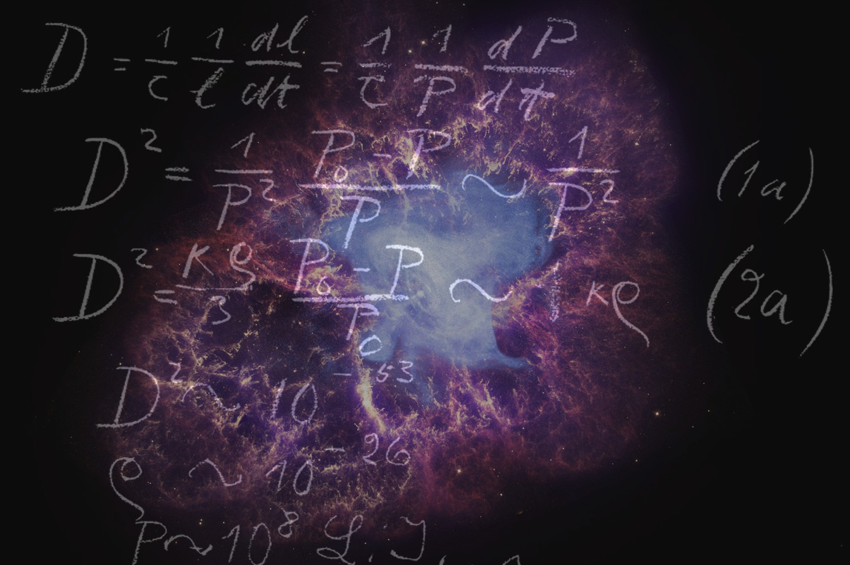 D = 1/c 1/l dl/dt = 1/c 1/P dP/dt
D² = 1/P² (P₀ - P)/P ~ 1/P² (1a)
D² = κρ/3 (P₀ - P)/P₀ ~ κρ (2a)
D² ~ 10⁻⁵³
ρ ~ 10⁻²⁶
P ~ 10⁸ L. J.